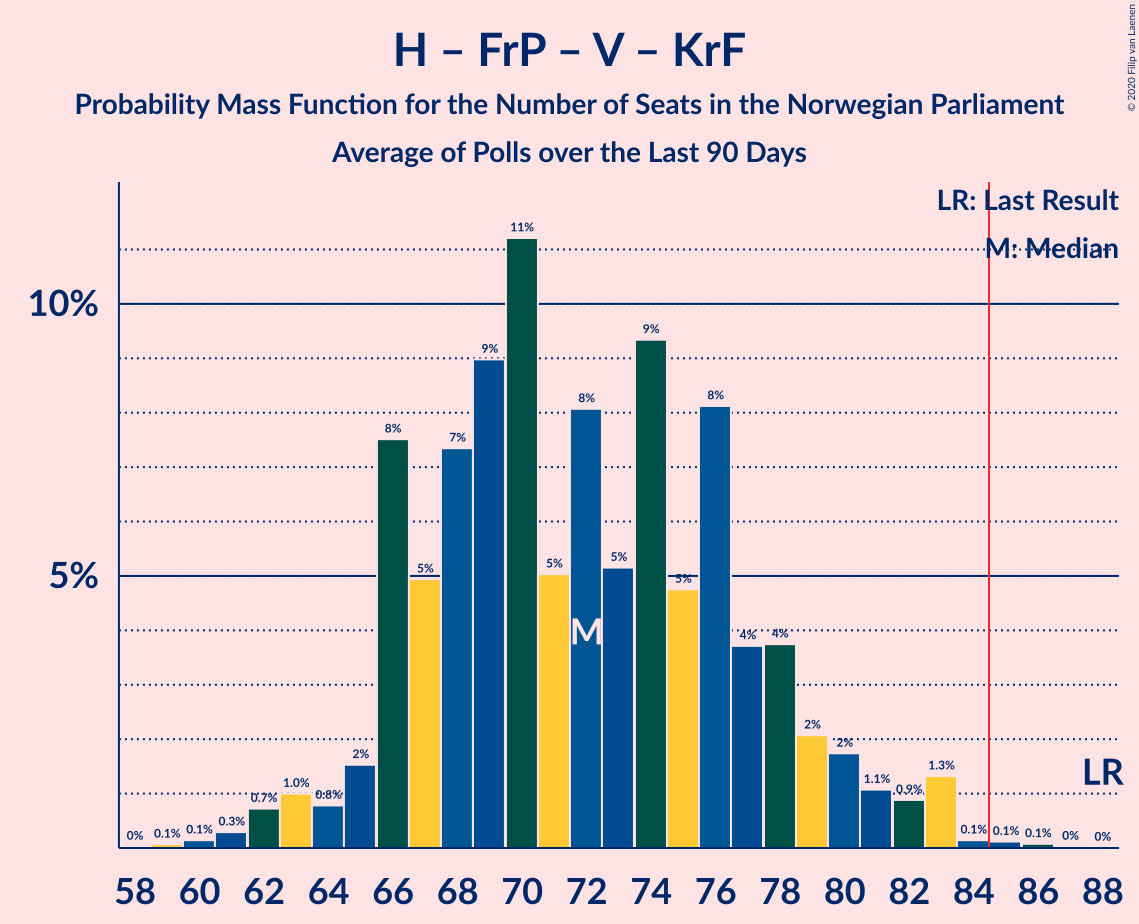 H – FrP – V – KrF
Probability Mass Function for the Number of Seats in the Norwegian Parliament
Average of Polls over the Last 90 Days
© 2020 Filip van Laenen
LR: Last Result
M: Median
10%
5%
0% 0.1% 0.1% 0.3% 0.7% 1.0% 0.8% 2% 8% 5% 7% 9% 11% 5% 8% 5% 9% 5% 8% 4% 4% 2% 2% 1.1% 0.9% 1.3% 0.1% 0.1% 0.1% 0% 0%
M
LR
58 60 62 64 66 68 70 72 74 76 78 80 82 84 86 88